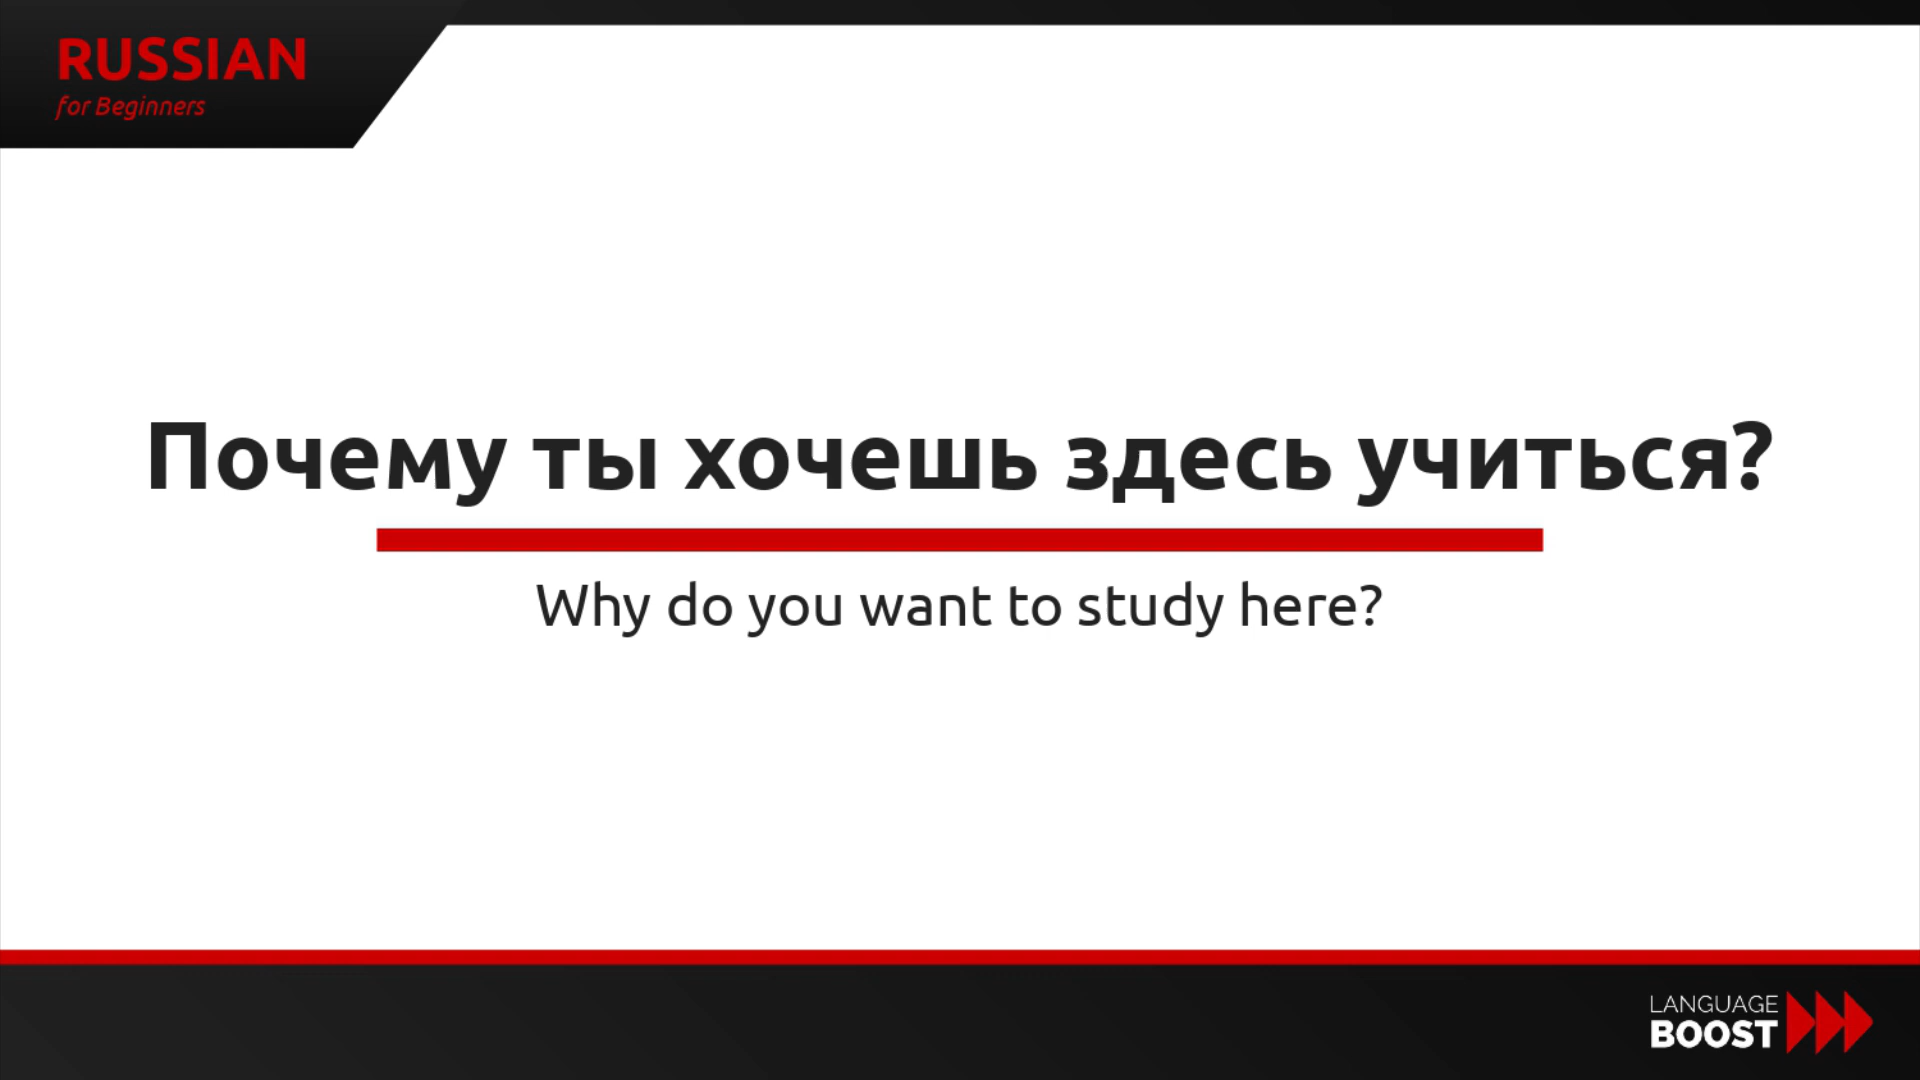 RUSSIAN
for Beginners
Почему ты хочешь здесь учиться?
Why do you want to study here?
LANGUAGE
BOOST